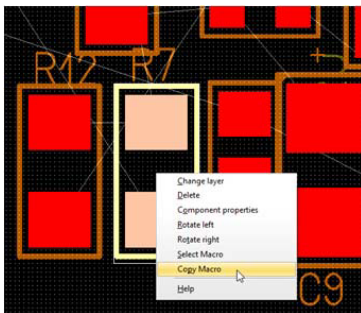 R12 R7
Change layer
Delete
Component properties
Rotate left
Rotate right
Select Macro
Copy Macro
Help
C9